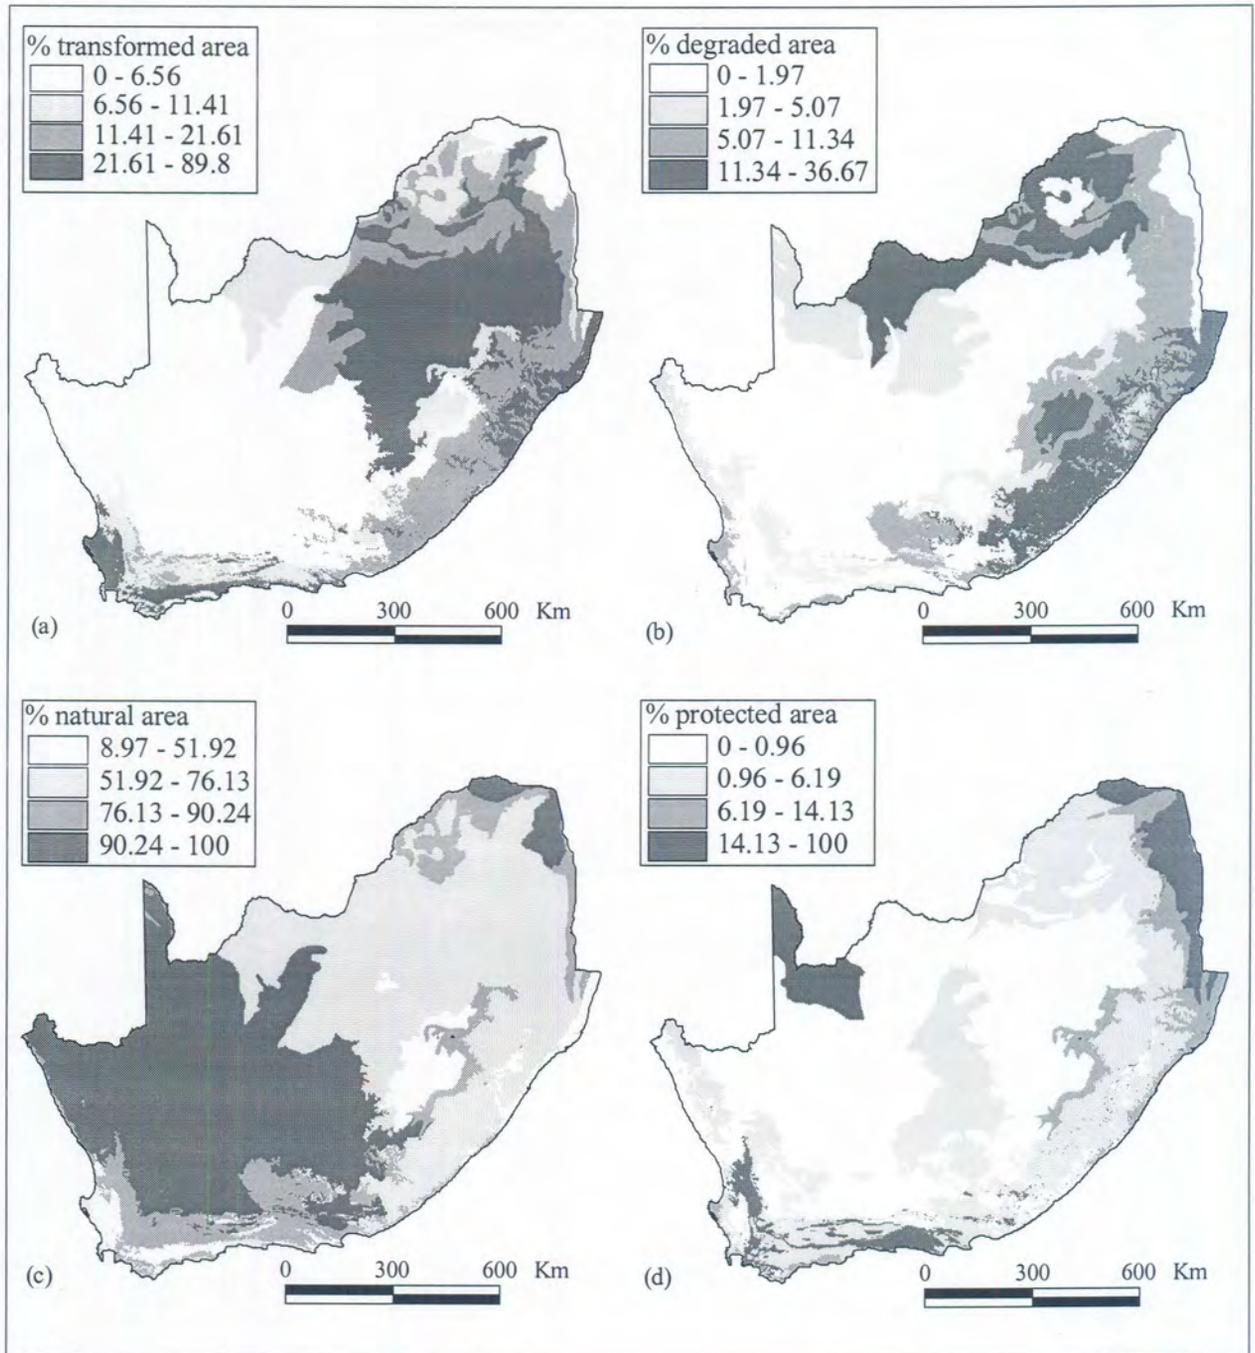 % transformed area
0 - 6.56
6.56 - 11.41
11.41 - 21.61
21.61 - 89.8
0 300 600 Km
(a)
% degraded area
0 - 1.97
1.97 - 5.07
5.07 - 11.34
11.34 - 36.67
0 300 600 Km
(b)
% natural area
8.97 - 51.92
51.92 - 76.13
76.13 - 90.24
90.24 - 100
0 300 600 Km
(c)
% protected area
0 - 0.96
0.96 - 6.19
6.19 - 14.13
14.13 - 100
0 300 600 Km
(d)